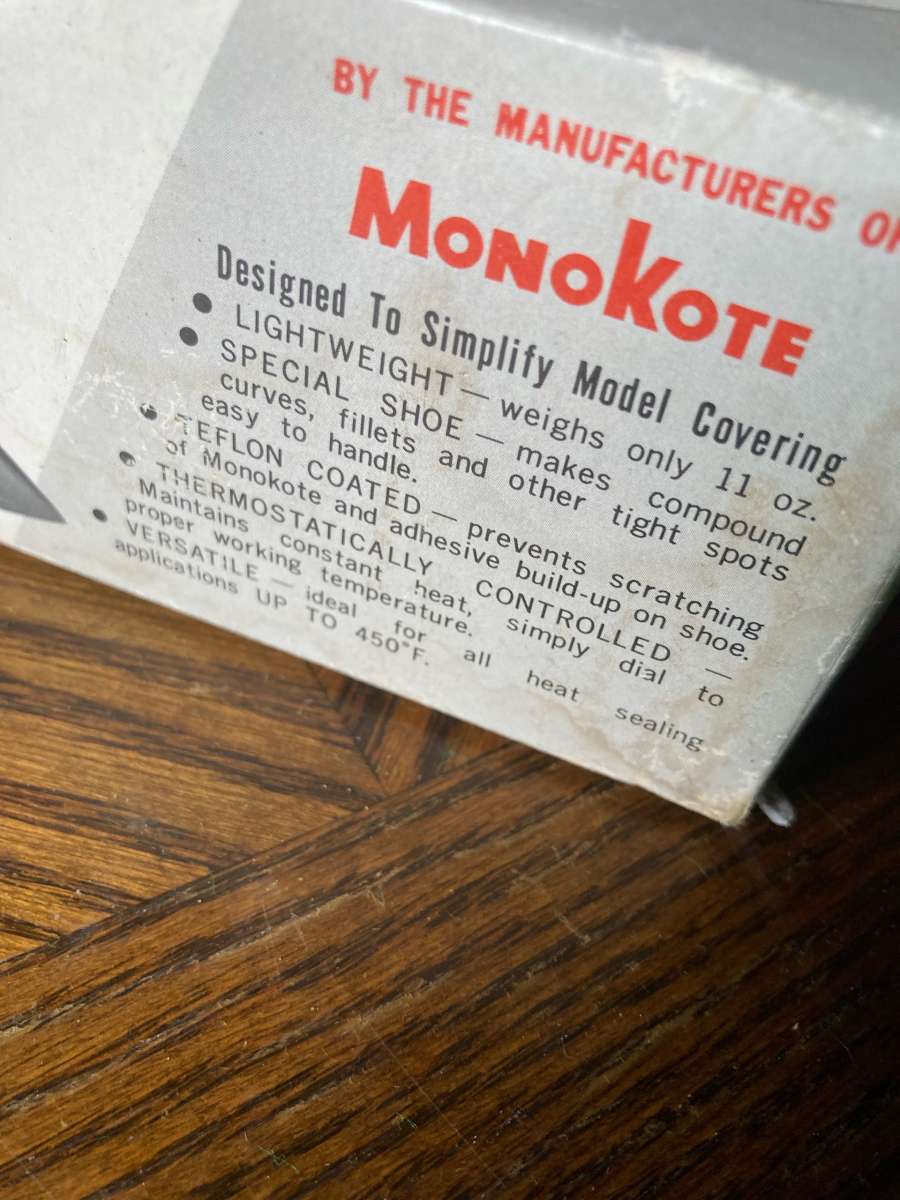 BY THE MANUFACTURERS OF
MONOKOTE
Designed To Simplify Model Covering
● LIGHTWEIGHT — weighs only 11 oz.
● SPECIAL SHOE — makes compound
curves, fillets and other tight spots
easy to handle.
● TEFLON COATED — prevents scratching
of Monokote and adhesive build-up on shoe.
● THERMOSTATICALLY CONTROLLED —
Maintains constant heat, simply dial to
proper working temperature.
● VERSATILE — ideal for all heat sealing
applications UP TO 450°F.